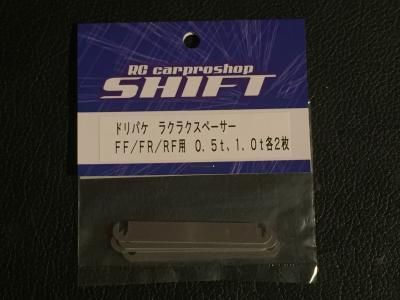 RC carproshop
SHIFT
ドリパケ ラクラクスペーサー
FF/FR/RF用 0.5t、1.0t各2枚